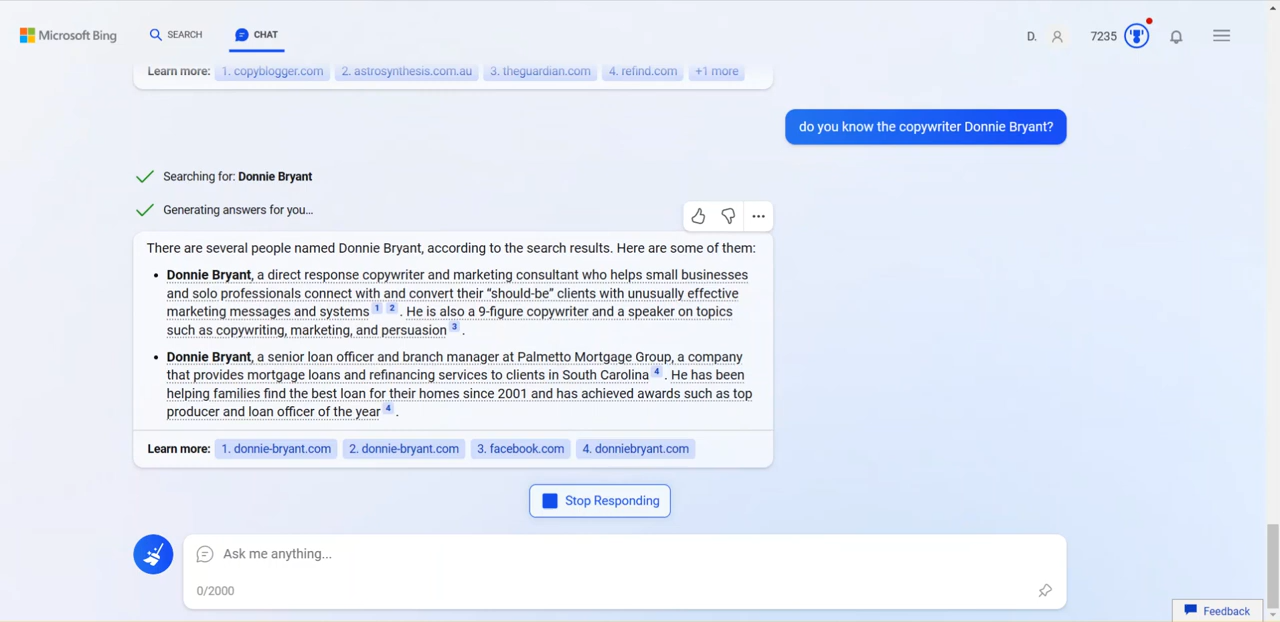 Microsoft Bing
SEARCH
CHAT
D.
7235
Learn more: 1. copyblogger.com 2. astrosynthesis.com.au 3. theguardian.com 4. refind.com +1 more
do you know the copywriter Donnie Bryant?
Searching for: Donnie Bryant
Generating answers for you…
There are several people named Donnie Bryant, according to the search results. Here are some of them:
• Donnie Bryant, a direct response copywriter and marketing consultant who helps small businesses
and solo professionals connect with and convert their “should-be” clients with unusually effective
marketing messages and systems 1 2 . He is also a 9-figure copywriter and a speaker on topics
such as copywriting, marketing, and persuasion 3 .
• Donnie Bryant, a senior loan officer and branch manager at Palmetto Mortgage Group, a company
that provides mortgage loans and refinancing services to clients in South Carolina 4 . He has been
helping families find the best loan for their homes since 2001 and has achieved awards such as top
producer and loan officer of the year 4 .
Learn more: 1. donnie-bryant.com 2. donnie-bryant.com 3. facebook.com 4. donniebryant.com
Stop Responding
Ask me anything...
0/2000
Feedback